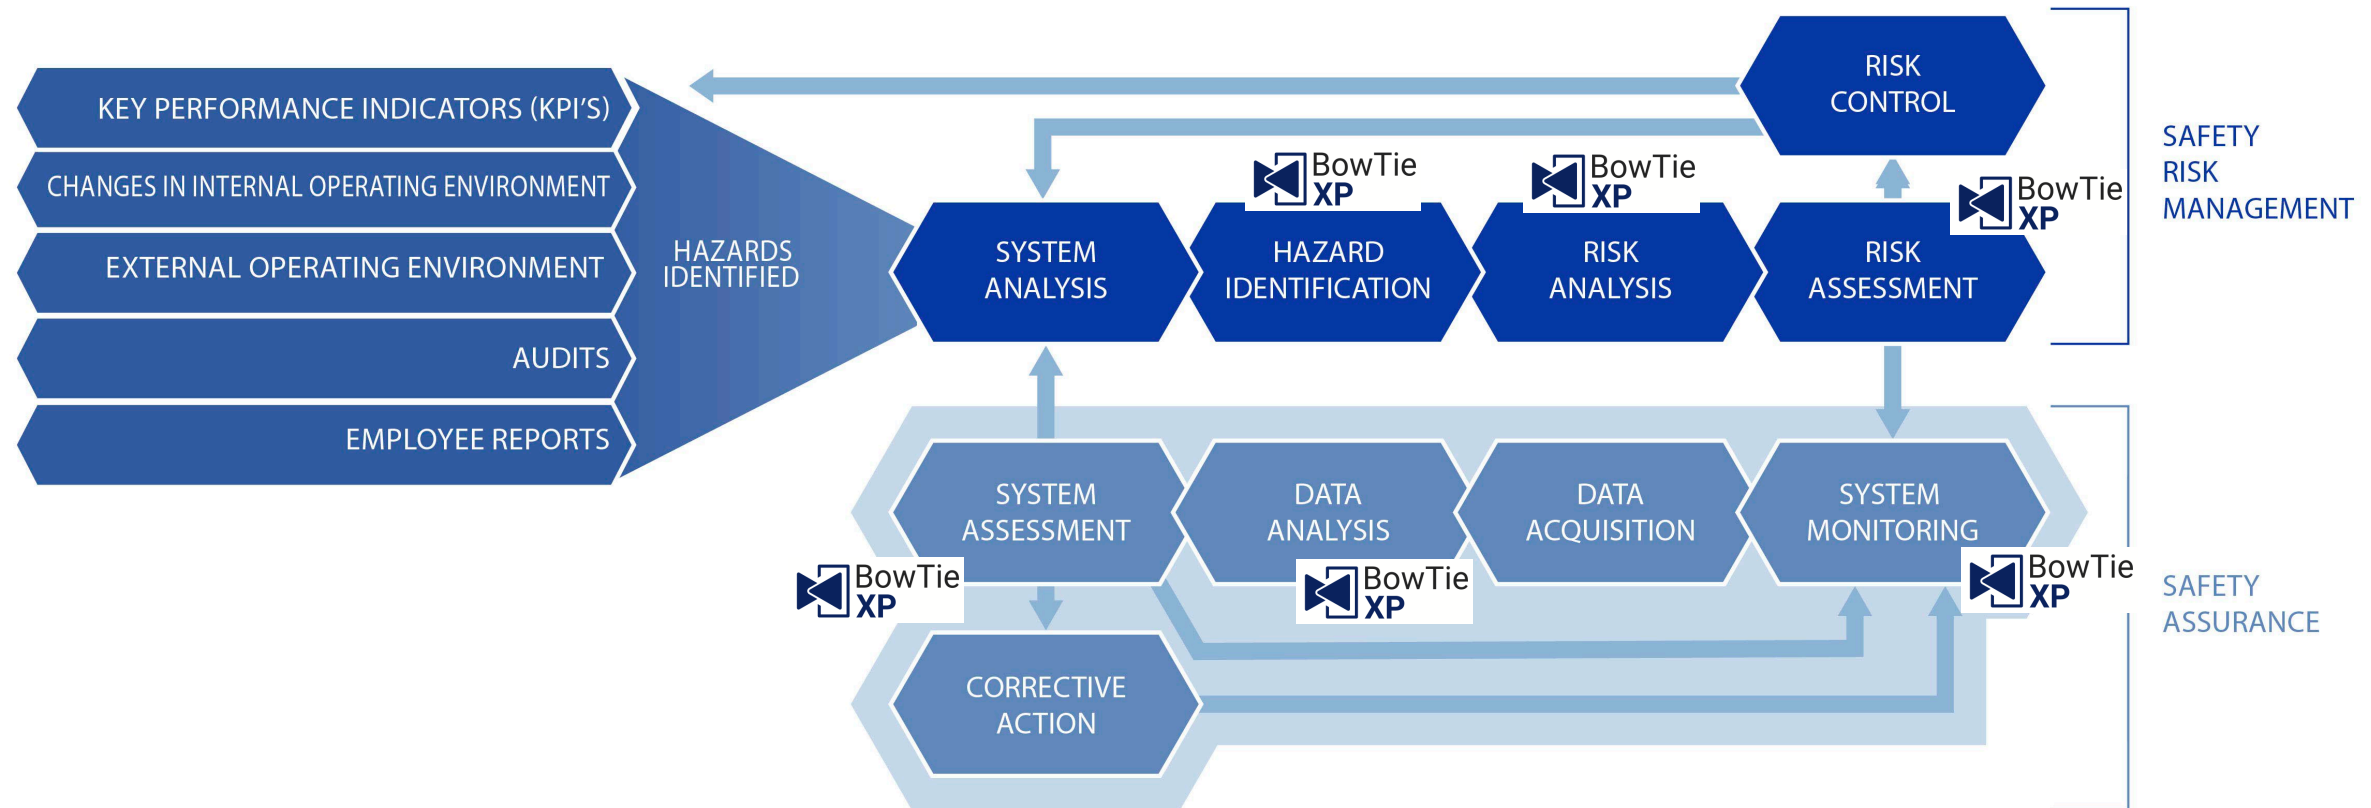 KEY PERFORMANCE INDICATORS (KPI'S)
CHANGES IN INTERNAL OPERATING ENVIRONMENT
EXTERNAL OPERATING ENVIRONMENT
AUDITS
EMPLOYEE REPORTS
HAZARDS
IDENTIFIED
RISK
CONTROL
BowTie
XP
BowTie
XP
BowTie
XP
SYSTEM
ANALYSIS
HAZARD
IDENTIFICATION
RISK
ANALYSIS
RISK
ASSESSMENT
SAFETY
RISK
MANAGEMENT
SYSTEM
ASSESSMENT
DATA
ANALYSIS
DATA
ACQUISITION
SYSTEM
MONITORING
BowTie
XP
BowTie
XP
BowTie
XP
CORRECTIVE
ACTION
SAFETY
ASSURANCE